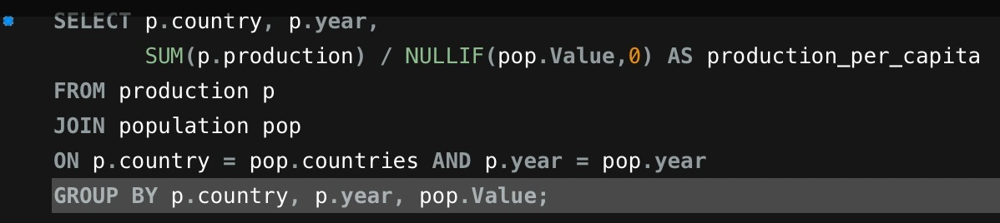 SELECT p.country, p.year,
SUM(p.production) / NULLIF(pop.Value,0) AS production_per_capita
FROM production p
JOIN population pop
ON p.country = pop.countries AND p.year = pop.year
GROUP BY p.country, p.year, pop.Value;